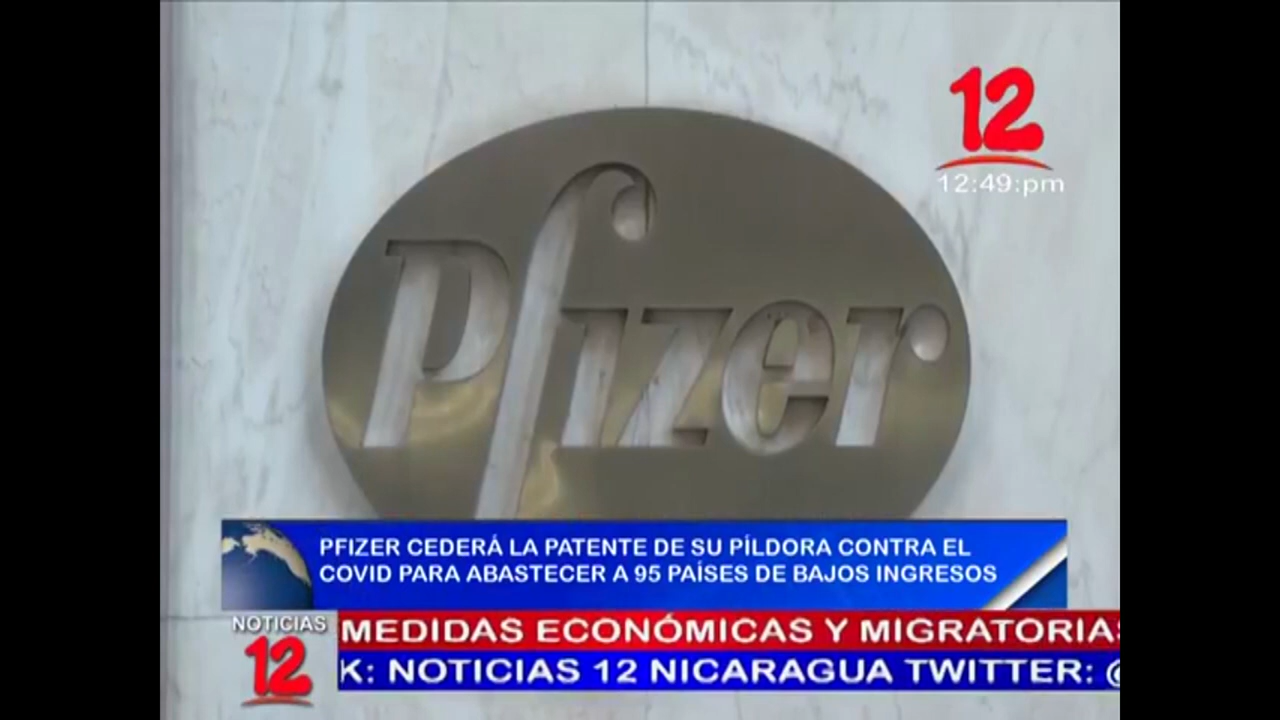 12
12:49:pm
Pfizer
PFIZER CEDERÁ LA PATENTE DE SU PÍLDORA CONTRA EL
COVID PARA ABASTECER A 95 PAÍSES DE BAJOS INGRESOS
NOTICIAS
12
MEDIDAS ECONÓMICAS Y MIGRATORIAS
K: NOTICIAS 12 NICARAGUA TWITTER: @